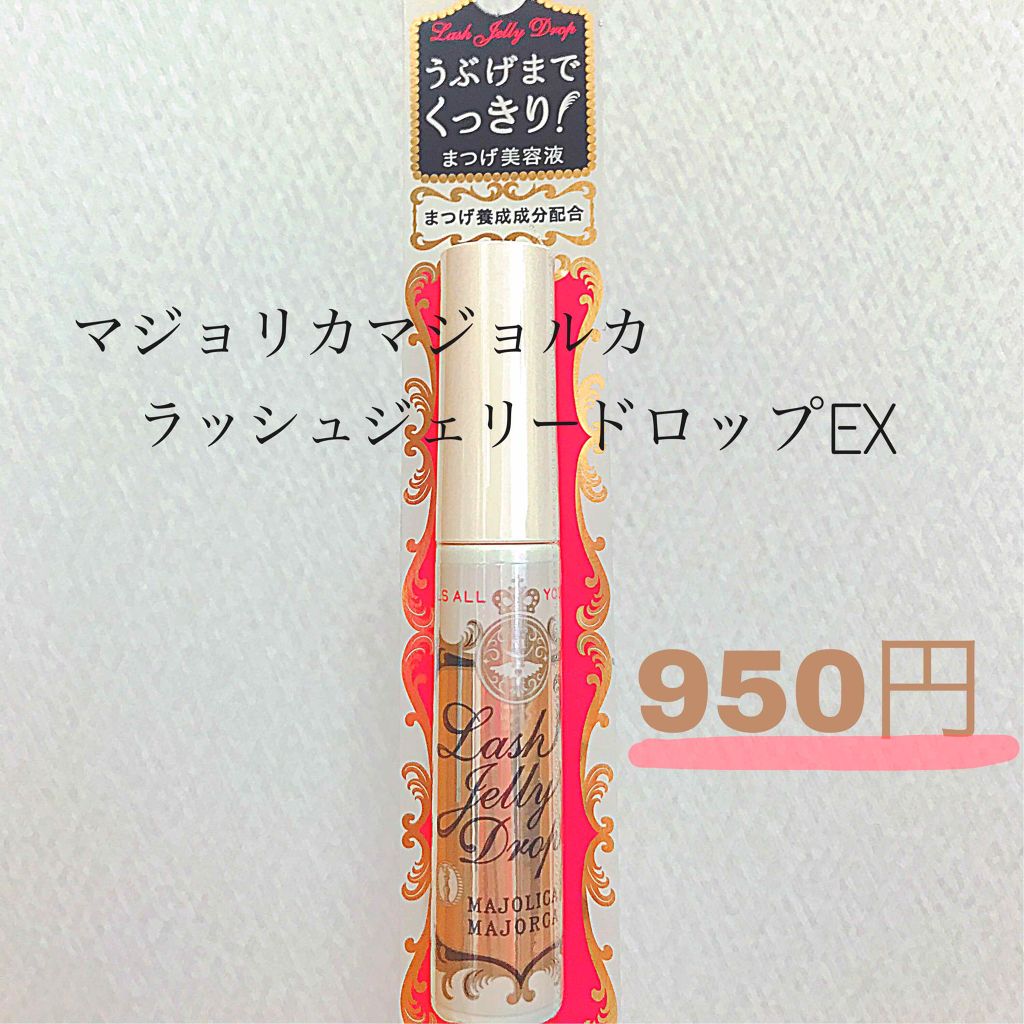 Lash Jelly Drop
うぶげまで
くっきり!
まつげ美容液
まつげ養成成分配合
マジョリカマジョルカ
ラッシュジェリードロップEX
LS ALL YO
950円
Lash
Jelly
Drop
MAJOLICA
MAJORCA